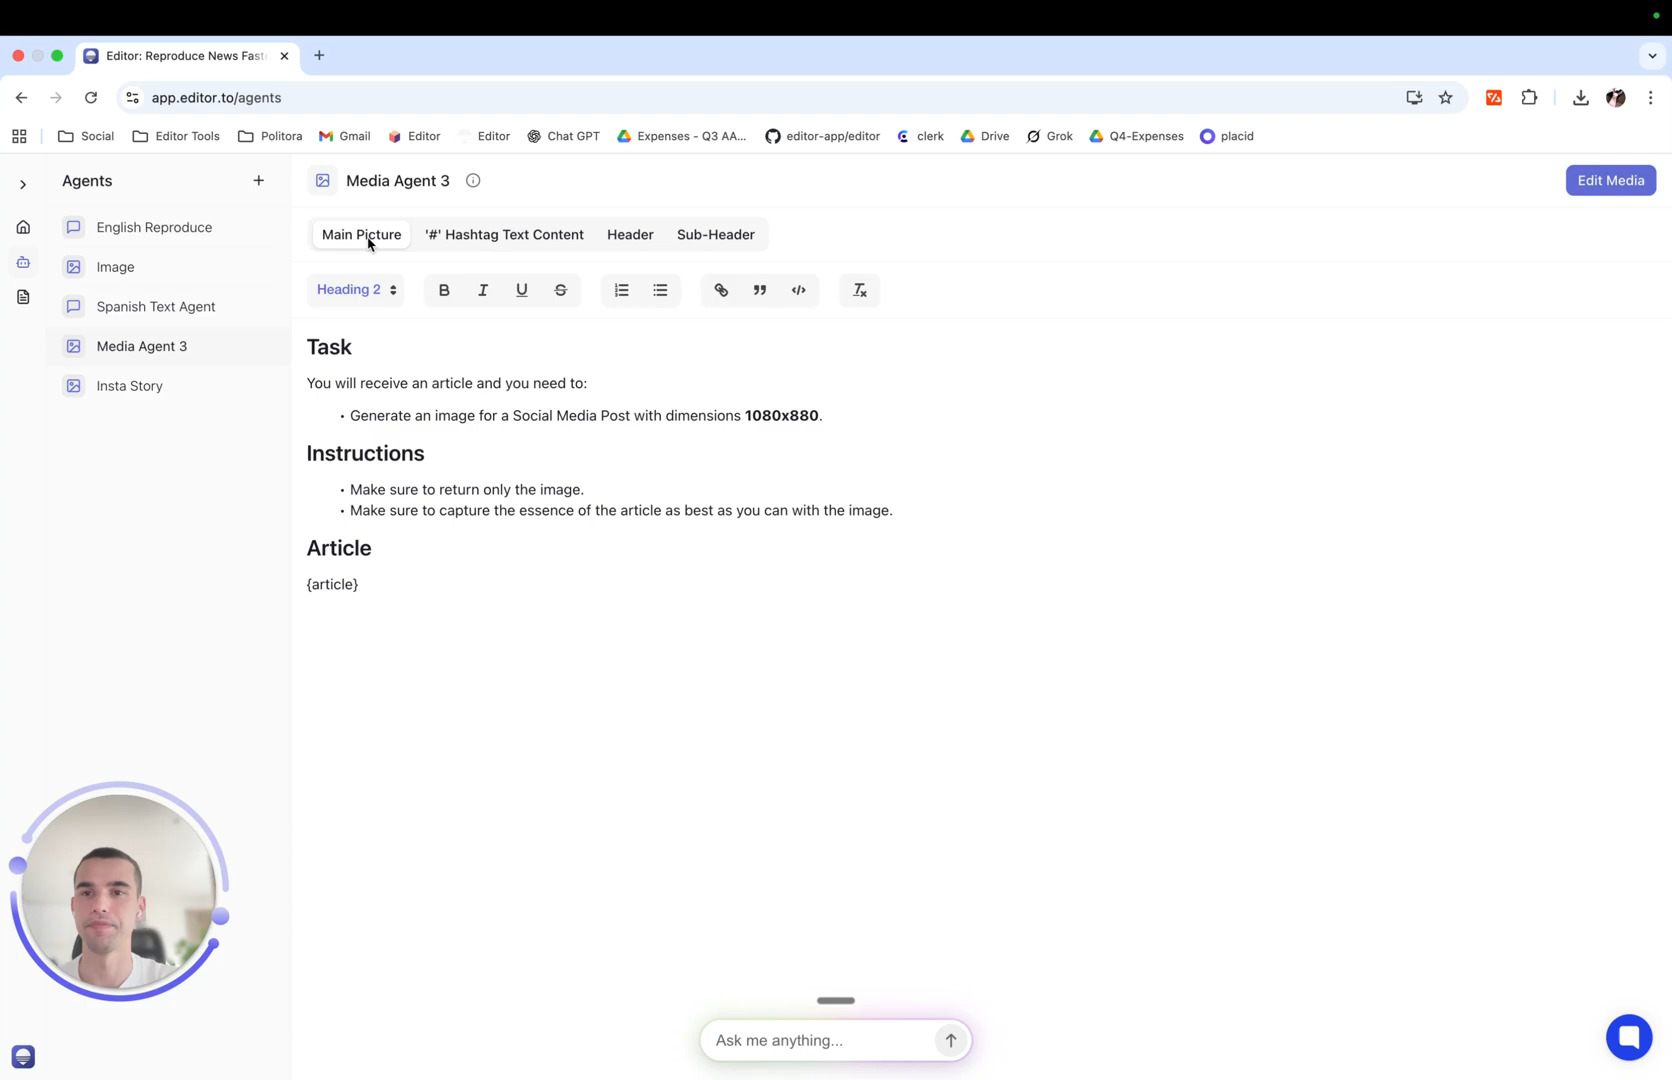 Editor: Reproduce News Fast
app.editor.to/agents
Social
Editor Tools
Politora
Gmail
Editor
Editor
Chat GPT
Expenses - Q3 AA...
editor-app/editor
clerk
Drive
Grok
Q4-Expenses
placid
Agents
English Reproduce
Image
Spanish Text Agent
Media Agent 3
Insta Story
Media Agent 3
Edit Media
Main Picture
'#' Hashtag Text Content
Header
Sub-Header
Heading 2
Task
You will receive an article and you need to:
• Generate an image for a Social Media Post with dimensions 1080x880.
Instructions
• Make sure to return only the image.
• Make sure to capture the essence of the article as best as you can with the image.
Article
{article}
Ask me anything...